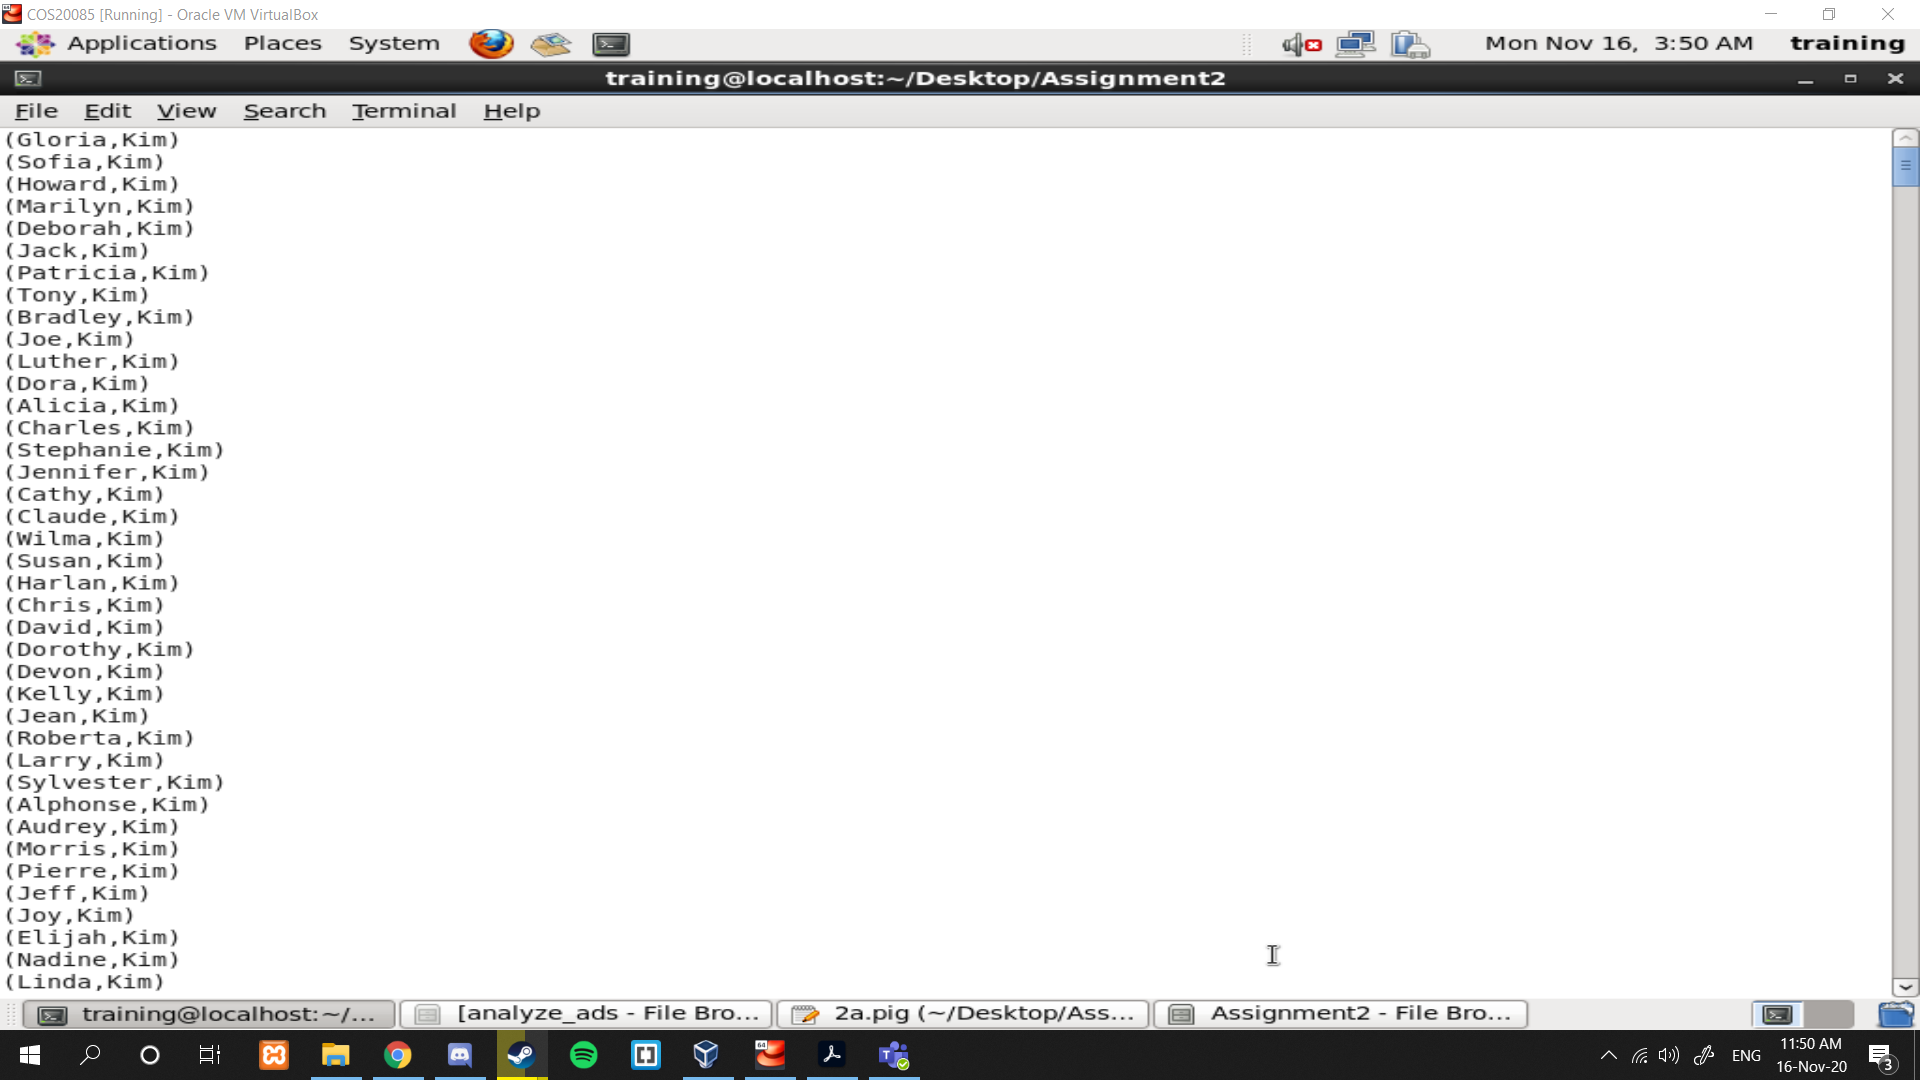 COS20085 [Running] - Oracle VM VirtualBox
Applications Places System Mon Nov 16, 3:50 AM training
training@localhost:~/Desktop/Assignment2
File Edit View Search Terminal Help
(Gloria,Kim)
(Sofia,Kim)
(Howard,Kim)
(Marilyn,Kim)
(Deborah,Kim)
(Jack,Kim)
(Patricia,Kim)
(Tony,Kim)
(Bradley,Kim)
(Joe,Kim)
(Luther,Kim)
(Dora,Kim)
(Alicia,Kim)
(Charles,Kim)
(Stephanie,Kim)
(Jennifer,Kim)
(Cathy,Kim)
(Claude,Kim)
(Wilma,Kim)
(Susan,Kim)
(Harlan,Kim)
(Chris,Kim)
(David,Kim)
(Dorothy,Kim)
(Devon,Kim)
(Kelly,Kim)
(Jean,Kim)
(Roberta,Kim)
(Larry,Kim)
(Sylvester,Kim)
(Alphonse,Kim)
(Audrey,Kim)
(Morris,Kim)
(Pierre,Kim)
(Jeff,Kim)
(Joy,Kim)
(Elijah,Kim)
(Nadine,Kim)
(Linda,Kim)
training@localhost:~/... [analyze_ads - File Bro... 2a.pig (~/Desktop/Ass... Assignment2 - File Bro...
ENG 11:50 AM
16-Nov-20 3